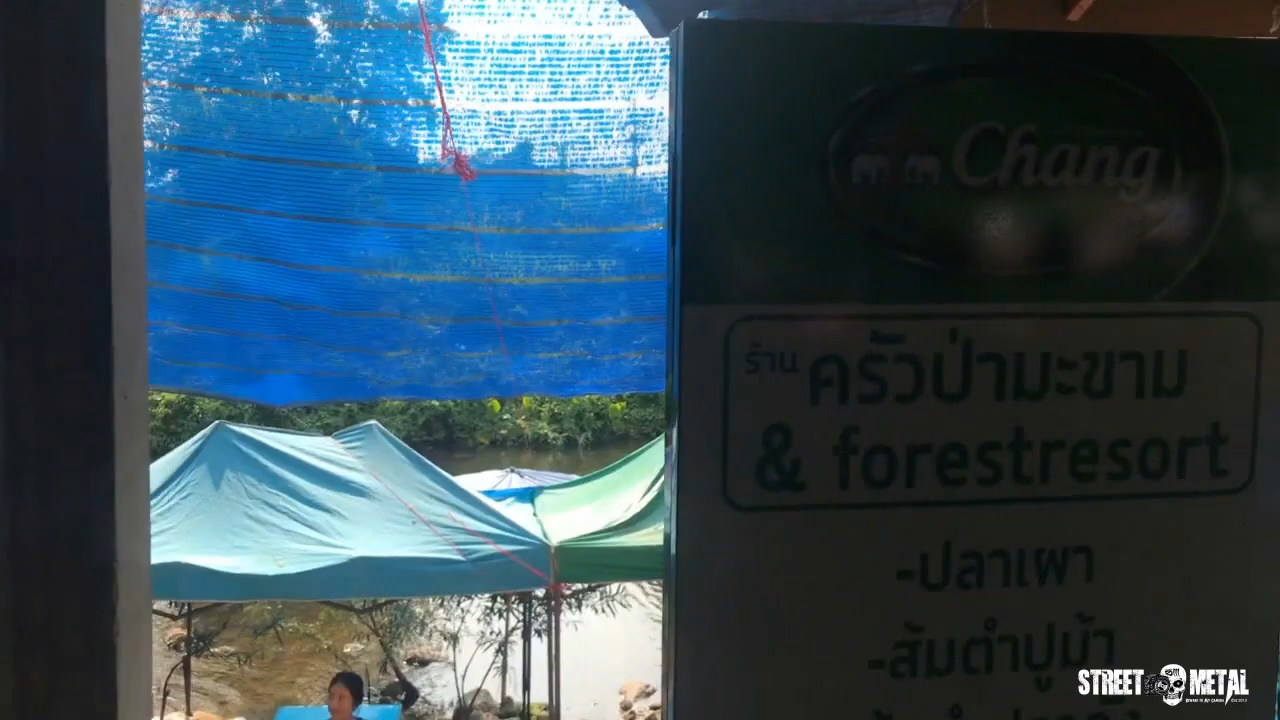 Chang
ร้าน ครัวป่ามะขาม
& forestresort
-ปลาเผา
-ส้มตำปูม้า
STREET METAL